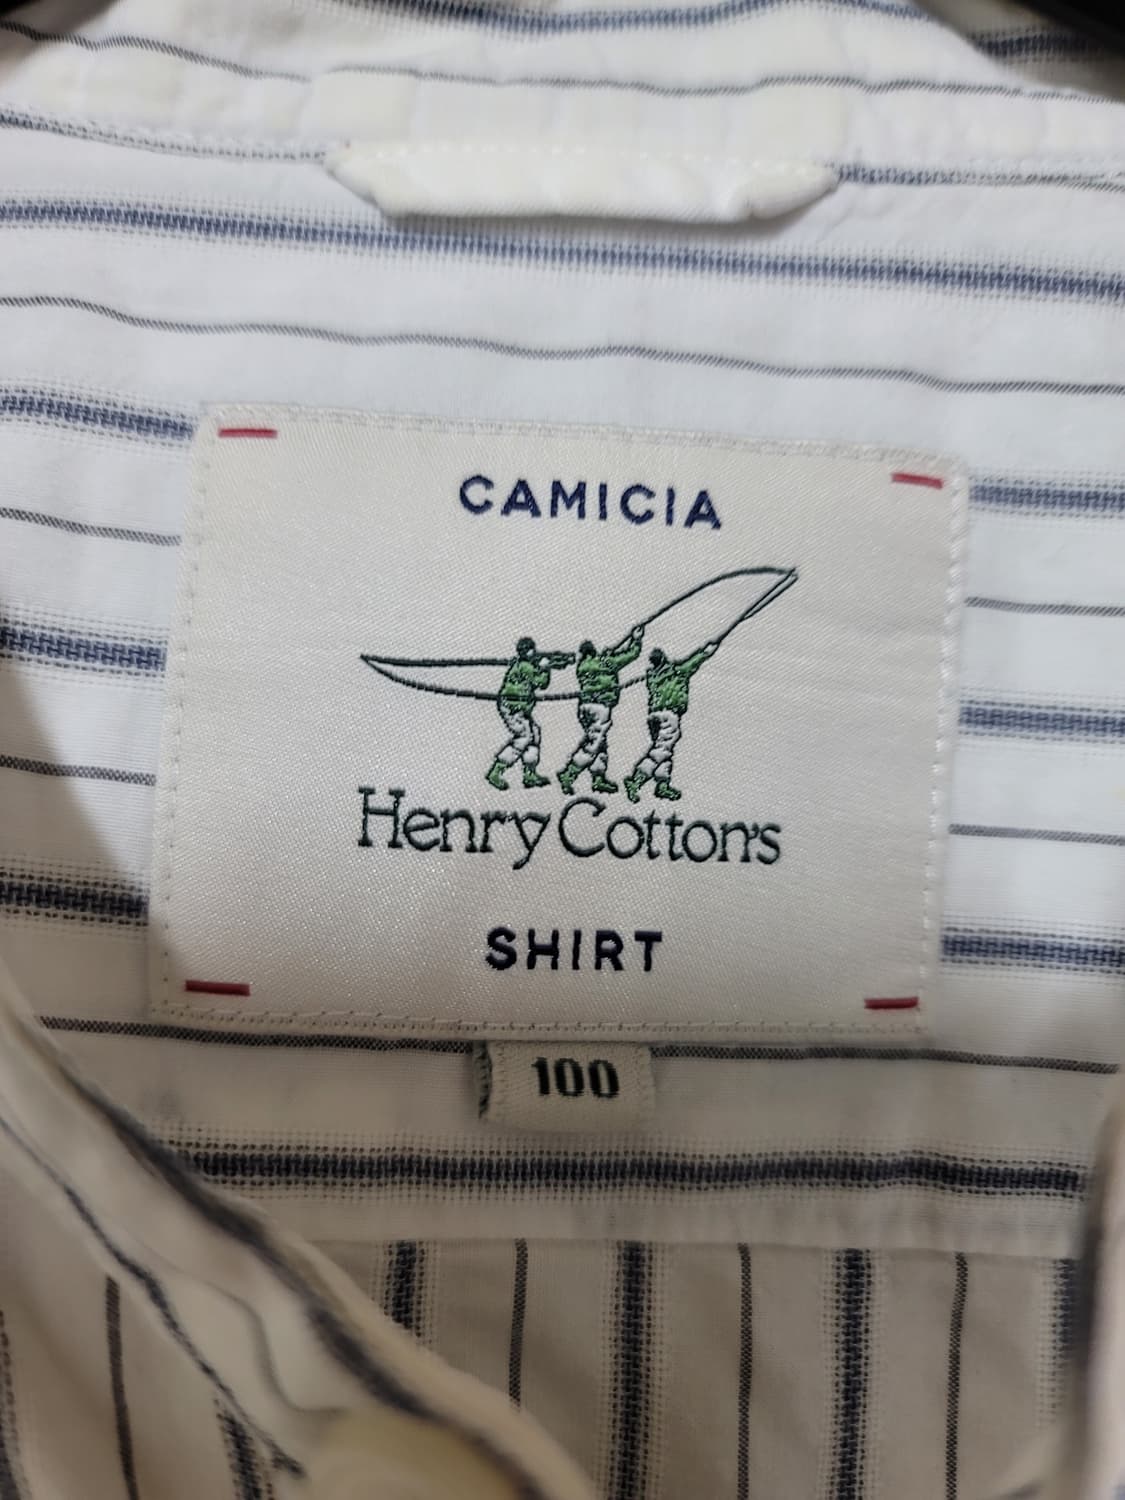 CAMICIA
Henry Cotton's
SHIRT
100